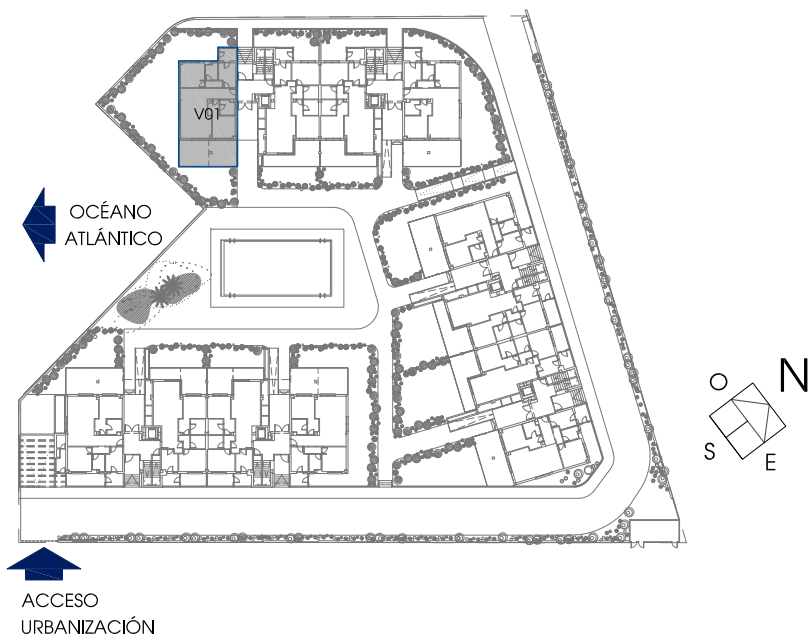 V01
OCÉANO
ATLÁNTICO
O
N
S
E
ACCESO
URBANIZACIÓN